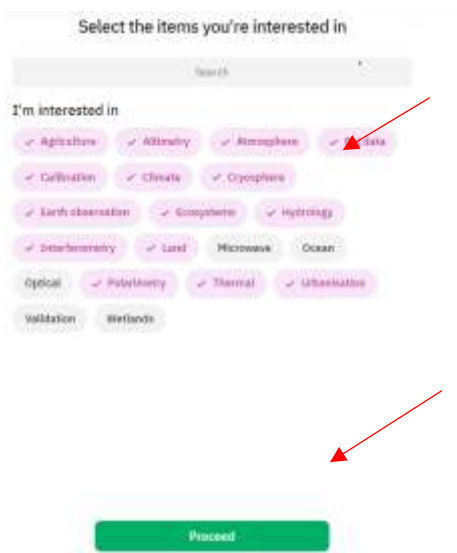 Select the items you're interested in
Search
I'm interested in
Agriculture Altimetry Atmosphere data
Calibration Climate Cryosphere
Earth observation Ecosystems Hydrology
Interferometry Land Microwave Ocean
Optical Polarimetry Thermal Urbanisation
Validation Wetlands
Proceed